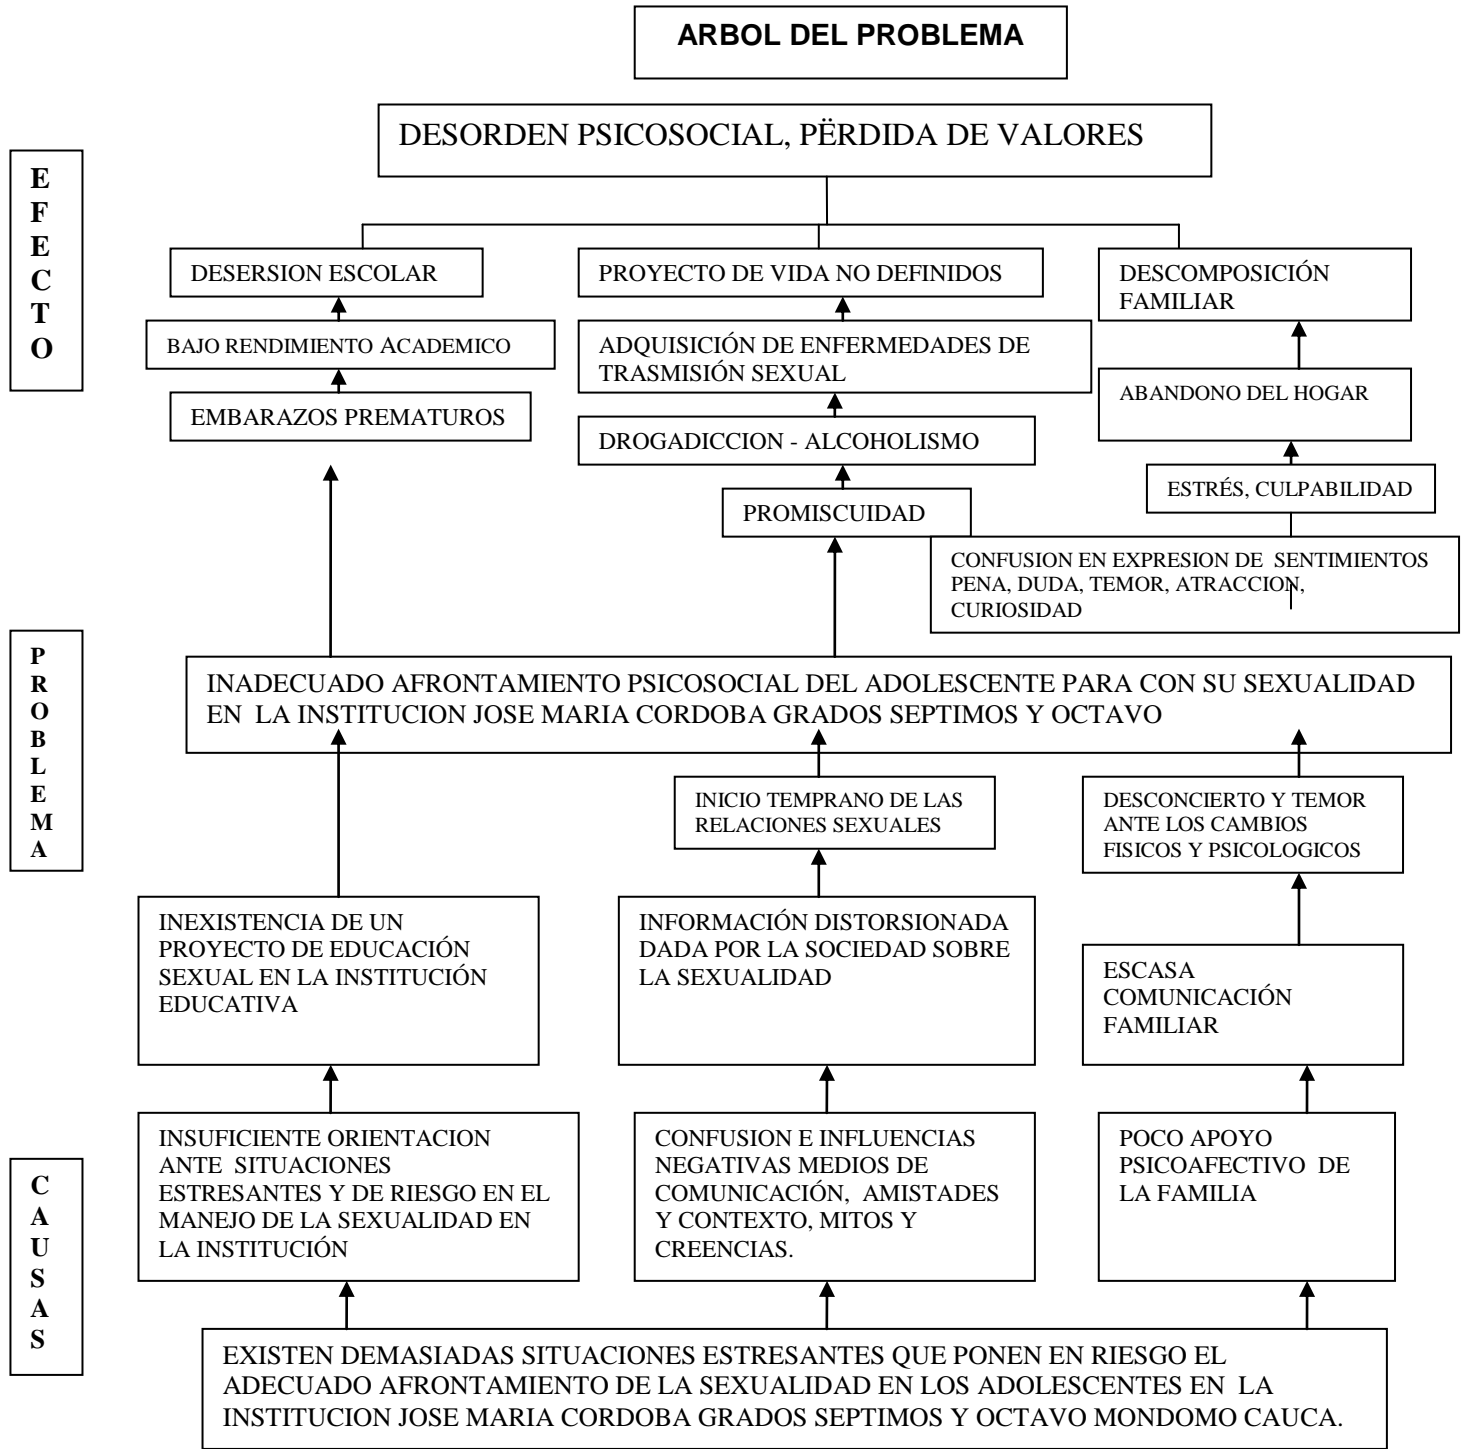 ARBOL DEL PROBLEMA
DESORDEN PSICOSOCIAL, PËRDIDA DE VALORES
E
F
E
C
T
O
DESERSION ESCOLAR
PROYECTO DE VIDA NO DEFINIDOS
DESCOMPOSICIÓN
FAMILIAR
BAJO RENDIMIENTO ACADEMICO
ADQUISICIÓN DE ENFERMEDADES DE
TRASMISIÓN SEXUAL
ABANDONO DEL HOGAR
EMBARAZOS PREMATUROS
DROGADICCION - ALCOHOLISMO
ESTRÉS, CULPABILIDAD
PROMISCUIDAD
CONFUSION EN EXPRESION DE SENTIMIENTOS
PENA, DUDA, TEMOR, ATRACCION,
CURIOSIDAD
P
R
O
B
L
E
M
A
INADECUADO AFRONTAMIENTO PSICOSOCIAL DEL ADOLESCENTE PARA CON SU SEXUALIDAD
EN LA INSTITUCION JOSE MARIA CORDOBA GRADOS SEPTIMOS Y OCTAVO
INICIO TEMPRANO DE LAS
RELACIONES SEXUALES
DESCONCIERTO Y TEMOR
ANTE LOS CAMBIOS
FISICOS Y PSICOLOGICOS
INEXISTENCIA DE UN
PROYECTO DE EDUCACIÓN
SEXUAL EN LA INSTITUCIÓN
EDUCATIVA
INFORMACIÓN DISTORSIONADA
DADA POR LA SOCIEDAD SOBRE
LA SEXUALIDAD
ESCASA
COMUNICACIÓN
FAMILIAR
C
A
U
S
A
S
INSUFICIENTE ORIENTACION
ANTE SITUACIONES
ESTRESANTES Y DE RIESGO EN EL
MANEJO DE LA SEXUALIDAD EN
LA INSTITUCIÓN
CONFUSION E INFLUENCIAS
NEGATIVAS MEDIOS DE
COMUNICACIÓN, AMISTADES
Y CONTEXTO, MITOS Y
CREENCIAS.
POCO APOYO
PSICOAFECTIVO DE
LA FAMILIA
EXISTEN DEMASIADAS SITUACIONES ESTRESANTES QUE PONEN EN RIESGO EL
ADECUADO AFRONTAMIENTO DE LA SEXUALIDAD EN LOS ADOLESCENTES EN LA
INSTITUCION JOSE MARIA CORDOBA GRADOS SEPTIMOS Y OCTAVO MONDOMO CAUCA.